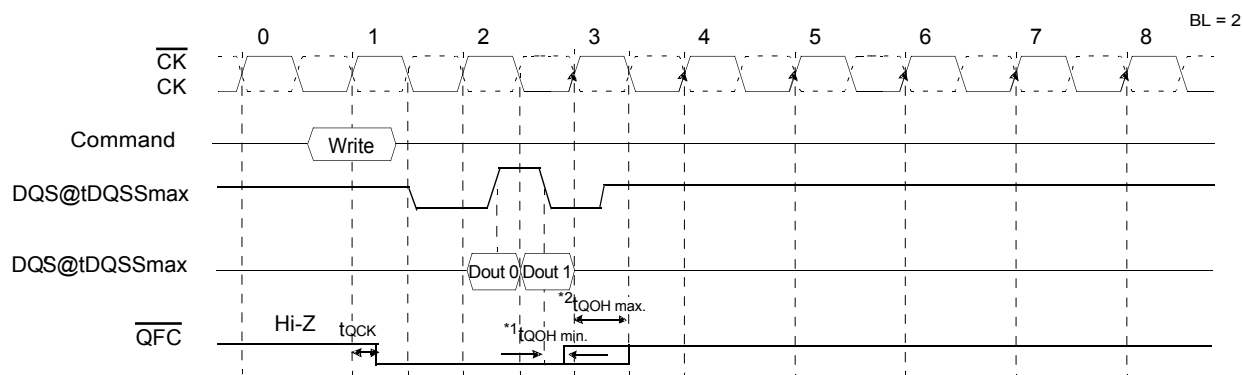 BL = 2
0 1 2 3 4 5 6 7 8
CK
CK
Command
Write
DQS@tDQSSmax
DQS@tDQSSmax
Dout 0 Dout 1
*2tQOH max.
Hi-Z
tQCK
*1tQOH min.
QFC